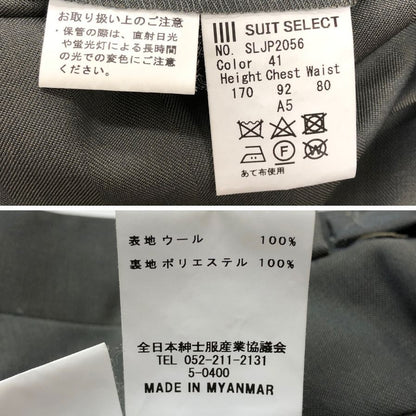 お取り扱い上のご注意
・保管の際は、直射日光
や蛍光灯による長時間
の光での変色にご注意
下さい。
SUIT SELECT
NO. SLJP2056
Color 41
Height Chest Waist
170 92 80
A5
F
あて布使用
表地 ウール 100%
裏地 ポリエステル 100%
全日本紳士服産業協議会
TEL 052-211-2131
5-0400
MADE IN MYANMAR